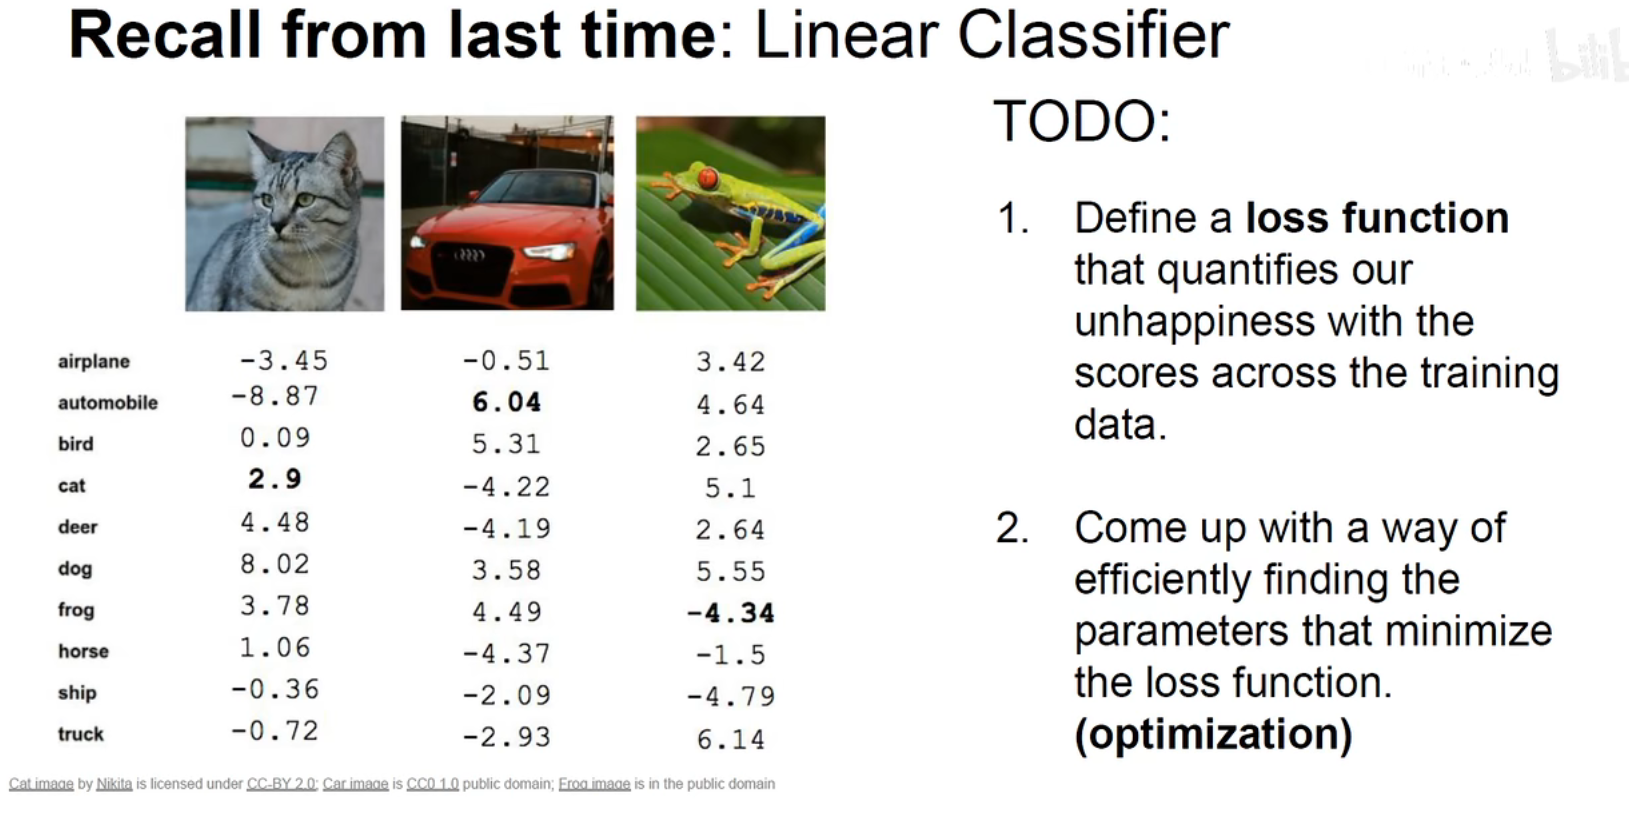 Recall from last time: Linear Classifier
TODO:
1. Define a loss function
that quantifies our
unhappiness with the
scores across the training
data.
2. Come up with a way of
efficiently finding the
parameters that minimize
the loss function.
(optimization)
airplane -3.45 -0.51 3.42
automobile -8.87 6.04 4.64
bird 0.09 5.31 2.65
cat 2.9 -4.22 5.1
deer 4.48 -4.19 2.64
dog 8.02 3.58 5.55
frog 3.78 4.49 -4.34
horse 1.06 -4.37 -1.5
ship -0.36 -2.09 -4.79
truck -0.72 -2.93 6.14
Cat image by Nikita is licensed under CC-BY 2.0; Car image is CC0 1.0 public domain; Frog image is in the public domain